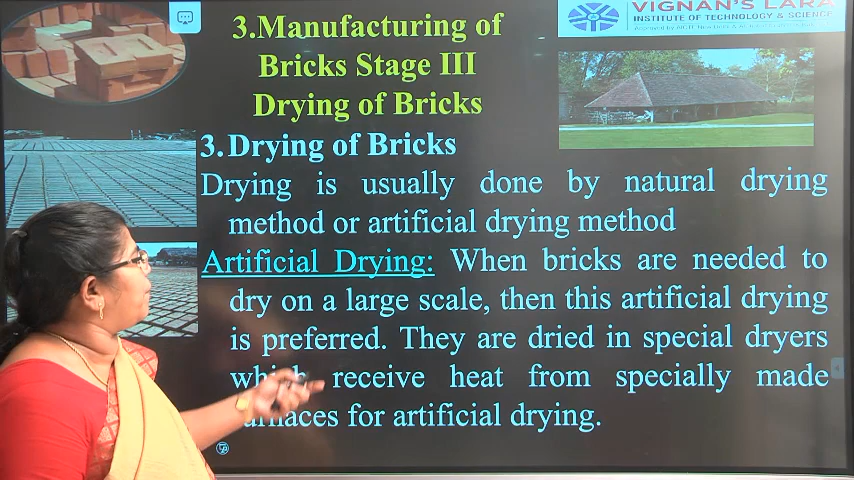 3.Manufacturing of
Bricks Stage III
Drying of Bricks
VIGNAN'S LARA
INSTITUTE OF TECHNOLOGY & SCIENCE
3.Drying of Bricks
Drying is usually done by natural drying
method or artificial drying method
Artificial Drying: When bricks are needed to
dry on a large scale, then this artificial drying
is preferred. They are dried in special dryers
which receive heat from specially made
furnaces for artificial drying.